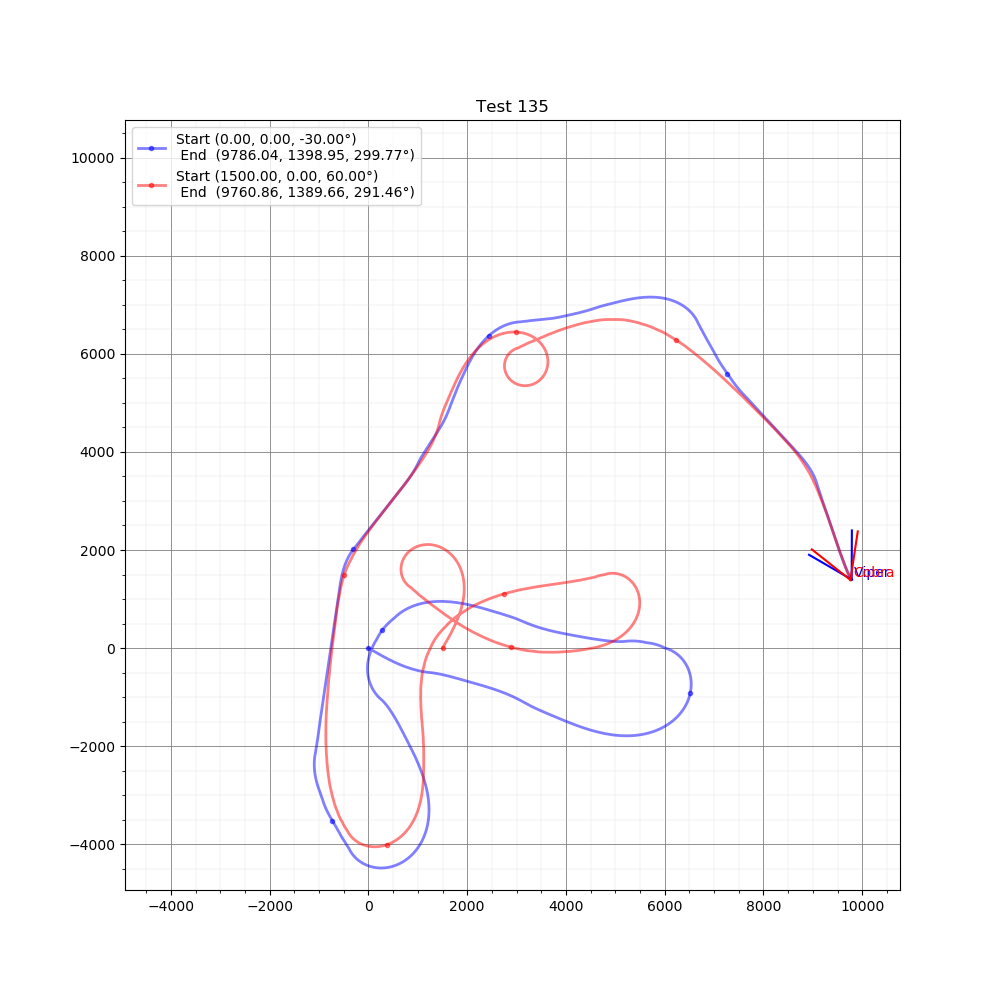 Test 135
Start (0.00, 0.00, -30.00°)
End (9786.04, 1398.95, 299.77°)
Start (1500.00, 0.00, 60.00°)
End (9760.86, 1389.66, 291.46°)
10000
8000
6000
4000
2000
0
−2000
−4000
Viper
Cobra
−4000 −2000 0 2000 4000 6000 8000 10000